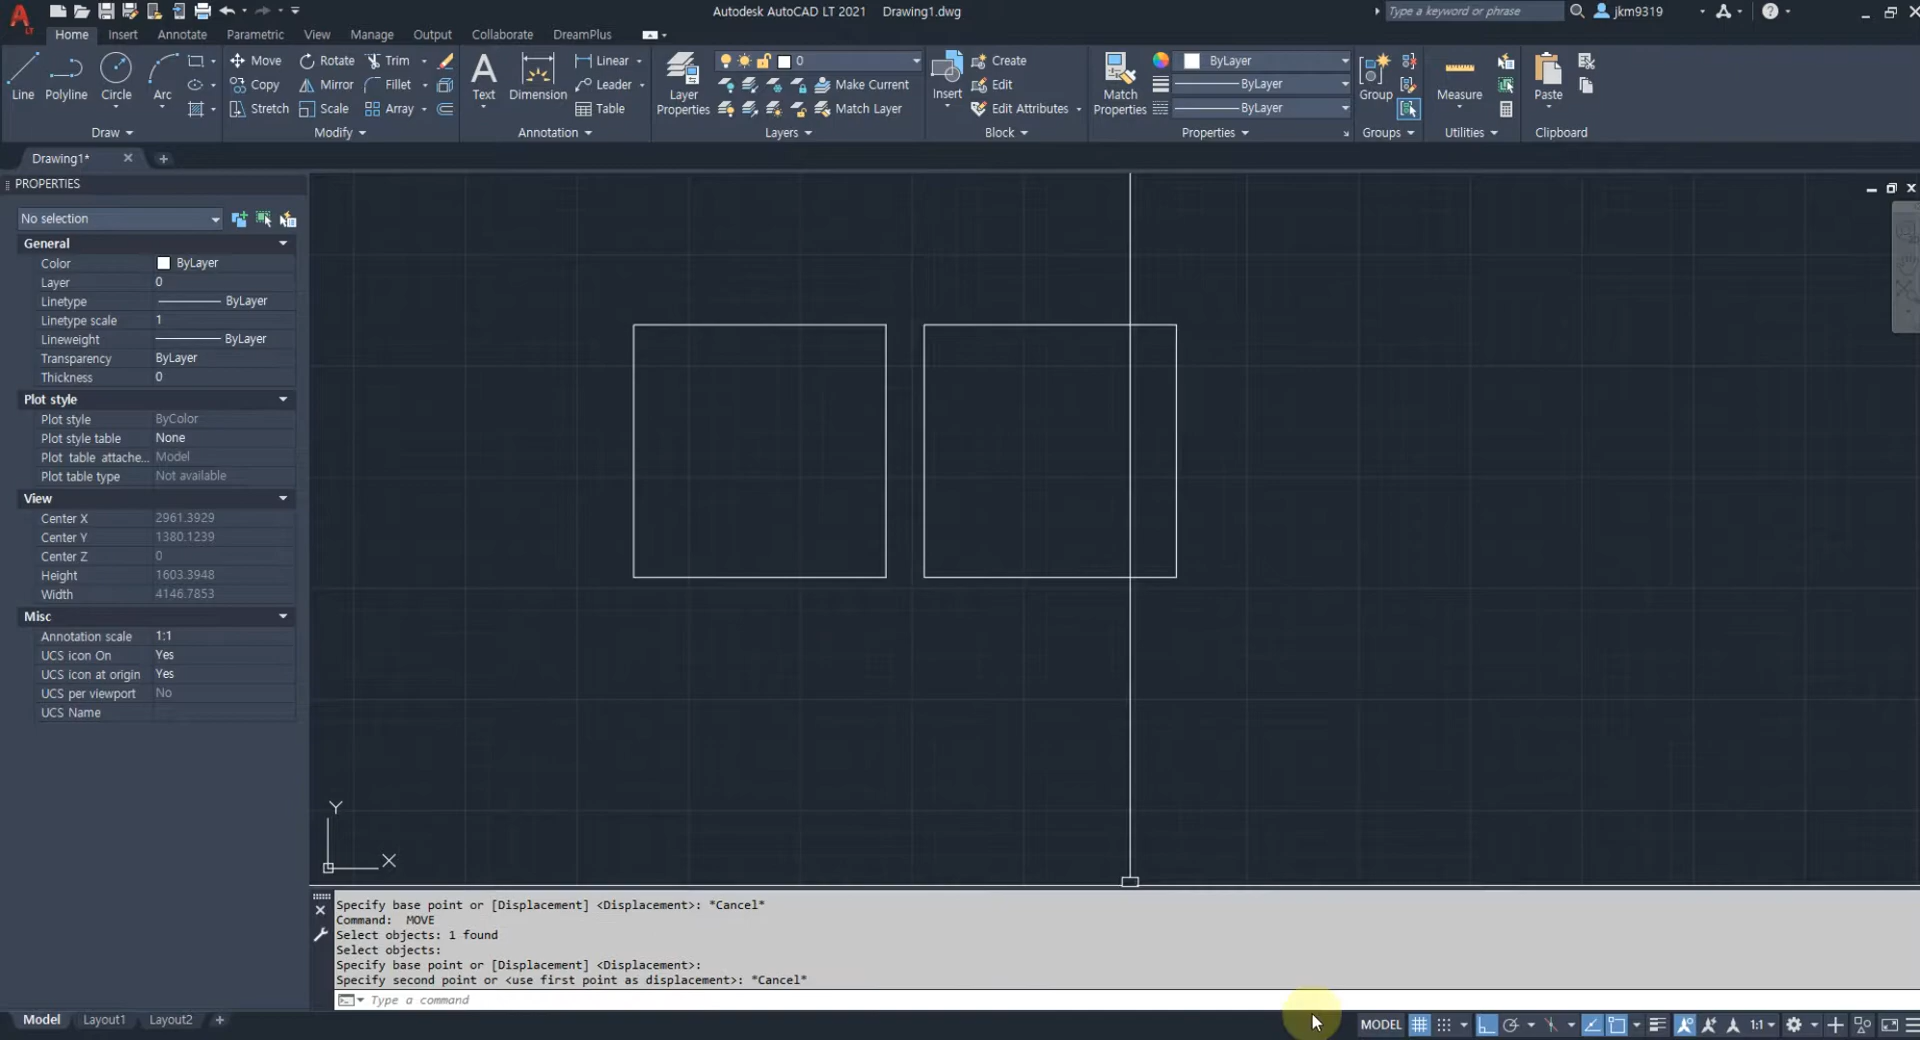 Autodesk AutoCAD LT 2021 Drawing1.dwg
Type a keyword or phrase
jkm9319
LT
Home Insert Annotate Parametric View Manage Output Collaborate DreamPlus
Line
Polyline
Circle
Arc
Move
Copy
Stretch
Rotate
Mirror
Scale
Trim
Fillet
Array
Text
Dimension
Linear
Leader
Table
Layer
Properties
0
Make Current
Match Layer
Insert
Create
Edit
Edit Attributes
Match
Properties
ByLayer
ByLayer
ByLayer
Group
Measure
Paste
Draw Modify Annotation Layers Block Properties Groups Utilities Clipboard
Drawing1*
PROPERTIES
No selection
General
Color ByLayer
Layer 0
Linetype ByLayer
Linetype scale 1
Lineweight ByLayer
Transparency ByLayer
Thickness 0
Plot style
Plot style ByColor
Plot style table None
Plot table attache... Model
Plot table type Not available
View
Center X 2961.3929
Center Y 1380.1239
Center Z 0
Height 1603.3948
Width 4146.7853
Misc
Annotation scale 1:1
UCS icon On Yes
UCS icon at origin Yes
UCS per viewport No
UCS Name
Y
X
Specify base point or [Displacement] <Displacement>: *Cancel*
Command: MOVE
Select objects: 1 found
Select objects:
Specify base point or [Displacement] <Displacement>:
Specify second point or <use first point as displacement>: *Cancel*
Type a command
Model Layout1 Layout2
MODEL
1:1